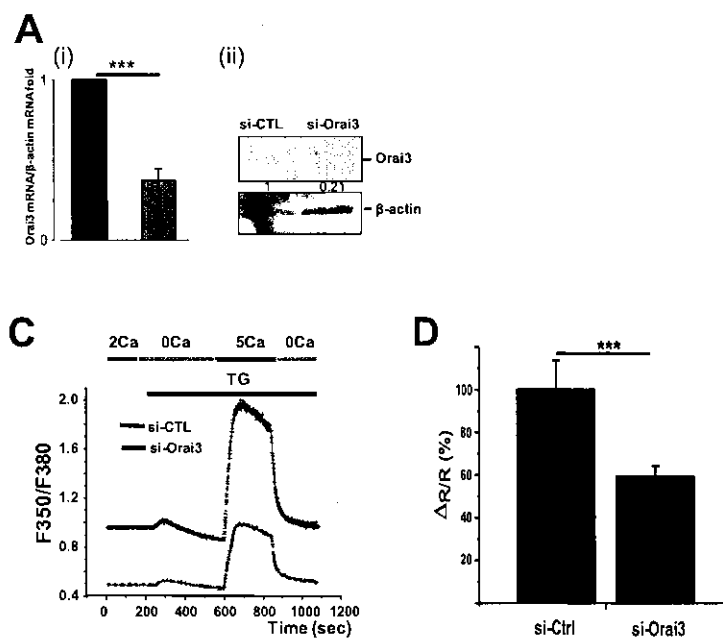 A
(i)
(ii)
***
Orai3 mRNA/β-actin mRNA fold
1
0
si-CTL si-Orai3
Orai3
1 0.21
β-actin
C
2Ca 0Ca 5Ca 0Ca
TG
si-CTL
si-Orai3
F350/F380
2.0
1.6
1.2
0.8
0.4
0 200 400 600 800 1000 1200
Time (sec)
D
***
ΔR/R (%)
100
80
60
40
20
0
si-Ctrl si-Orai3